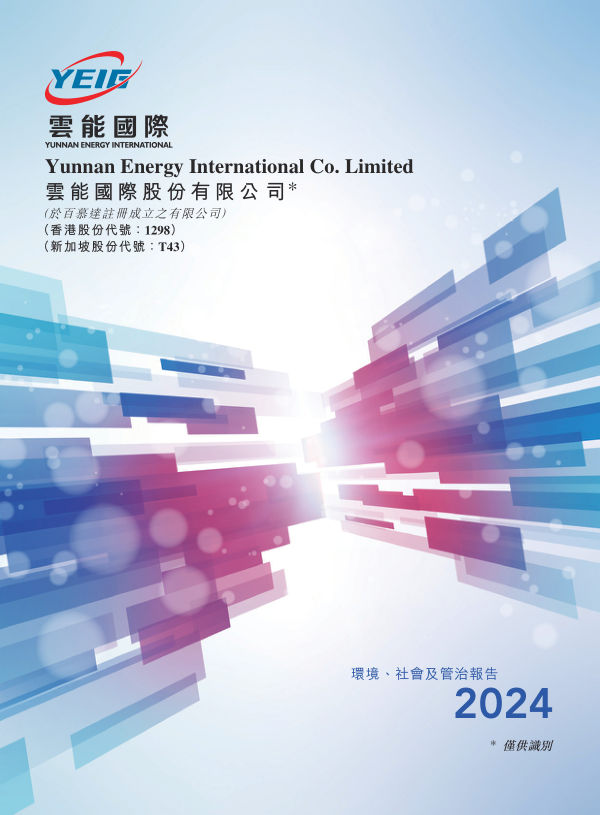 YEIG
雲能國際
YUNNAN ENERGY INTERNATIONAL
Yunnan Energy International Co. Limited
雲能國際股份有限公司*
(於百慕達註冊成立之有限公司)
(香港股份代號：1298)
(新加坡股份代號：T43)
環境、社會及管治報告
2024
* 僅供識別